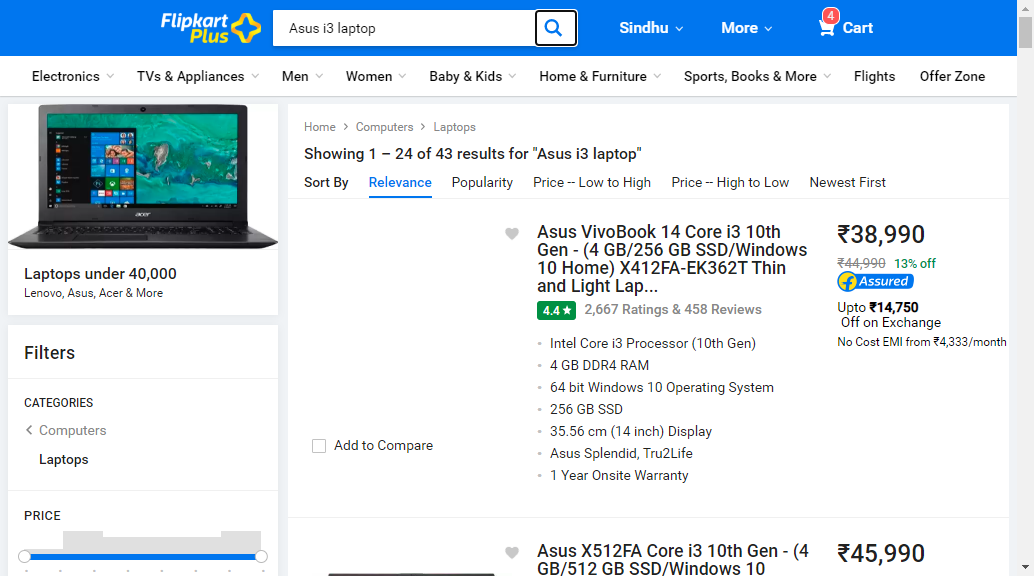 Flipkart
Plus
Asus i3 laptop
Sindhu
More
4
Cart
Electronics
TVs & Appliances
Men
Women
Baby & Kids
Home & Furniture
Sports, Books & More
Flights
Offer Zone
acer
Laptops under 40,000
Lenovo, Asus, Acer & More
Filters
CATEGORIES
Computers
Laptops
PRICE
Home > Computers > Laptops
Showing 1 – 24 of 43 results for "Asus i3 laptop"
Sort By Relevance Popularity Price -- Low to High Price -- High to Low Newest First
Asus VivoBook 14 Core i3 10th
Gen - (4 GB/256 GB SSD/Windows
10 Home) X412FA-EK362T Thin
and Light Lap...
4.4 ★ 2,667 Ratings & 458 Reviews
• Intel Core i3 Processor (10th Gen)
• 4 GB DDR4 RAM
• 64 bit Windows 10 Operating System
• 256 GB SSD
• 35.56 cm (14 inch) Display
• Asus Splendid, Tru2Life
• 1 Year Onsite Warranty
Add to Compare
₹38,990
₹44,990 13% off
Assured
Upto ₹14,750
Off on Exchange
No Cost EMI from ₹4,333/month
Asus X512FA Core i3 10th Gen - (4
GB/512 GB SSD/Windows 10
₹45,990